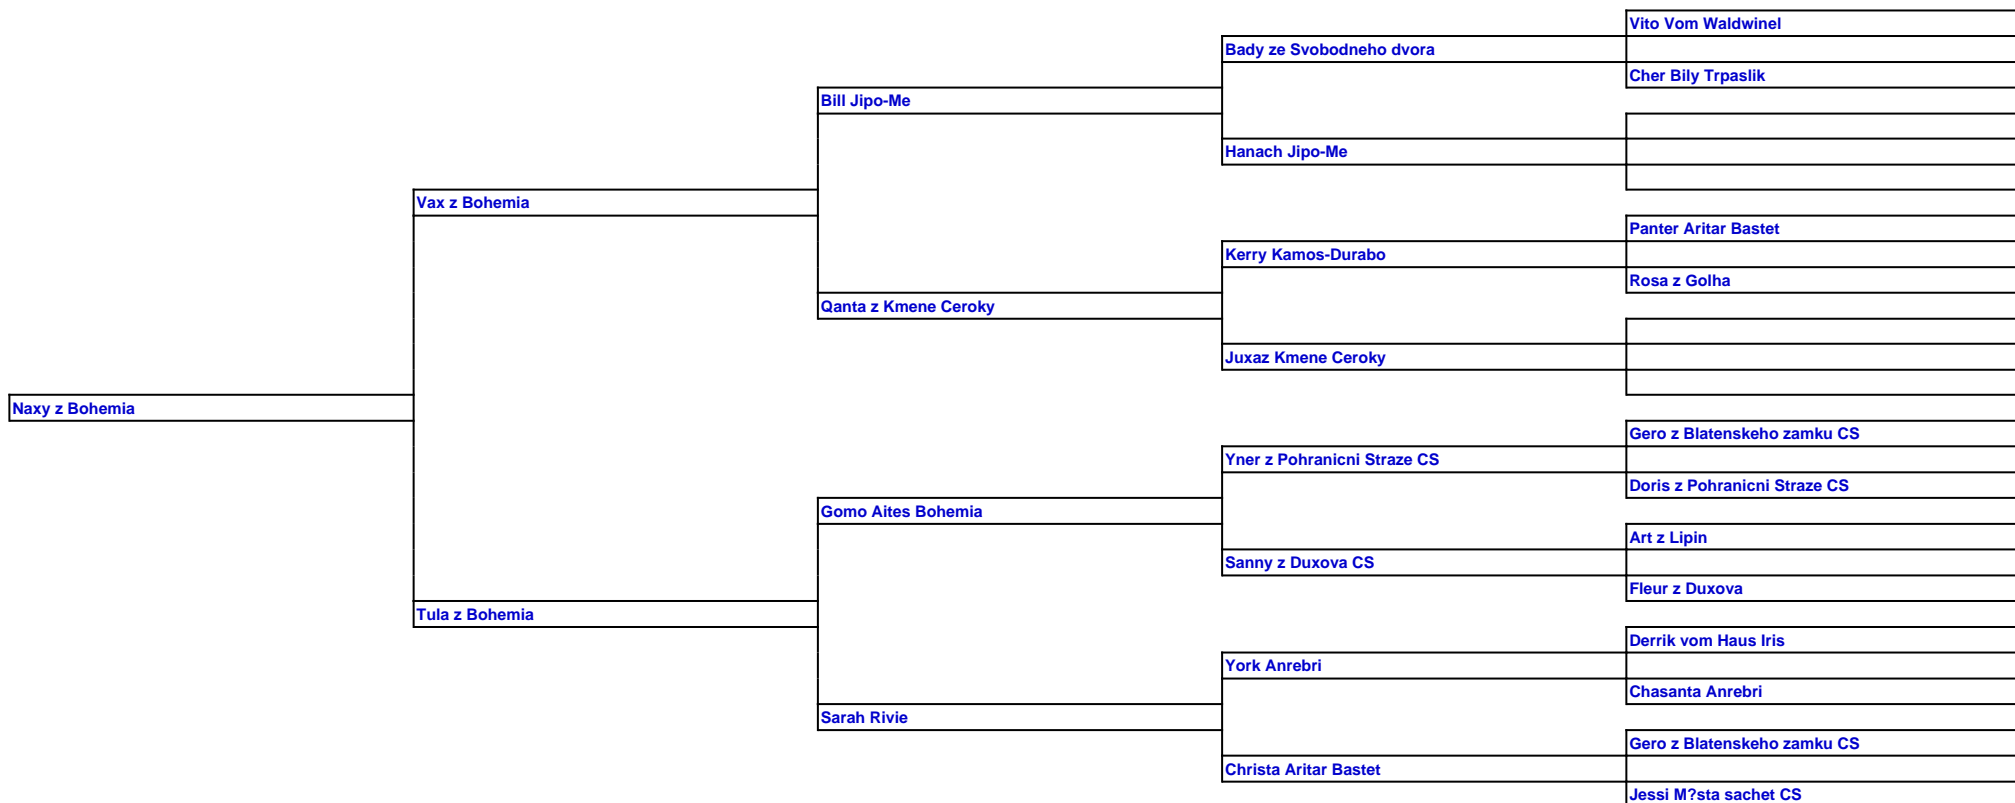 Vito Vom Waldwinel
Bady ze Svobodneho dvora
Cher Bily Trpaslik
Bill Jipo-Me
Hanach Jipo-Me
Vax z Bohemia
Panter Aritar Bastet
Kerry Kamos-Durabo
Rosa z Golha
Qanta z Kmene Ceroky
Juxaz Kmene Ceroky
Naxy z Bohemia
Gero z Blatenskeho zamku CS
Yner z Pohranicni Straze CS
Doris z Pohranicni Straze CS
Gomo Aites Bohemia
Art z Lipin
Sanny z Duxova CS
Fleur z Duxova
Tula z Bohemia
Derrik vom Haus Iris
York Anrebri
Chasanta Anrebri
Sarah Rivie
Gero z Blatenskeho zamku CS
Christa Aritar Bastet
Jessi M?sta sachet CS